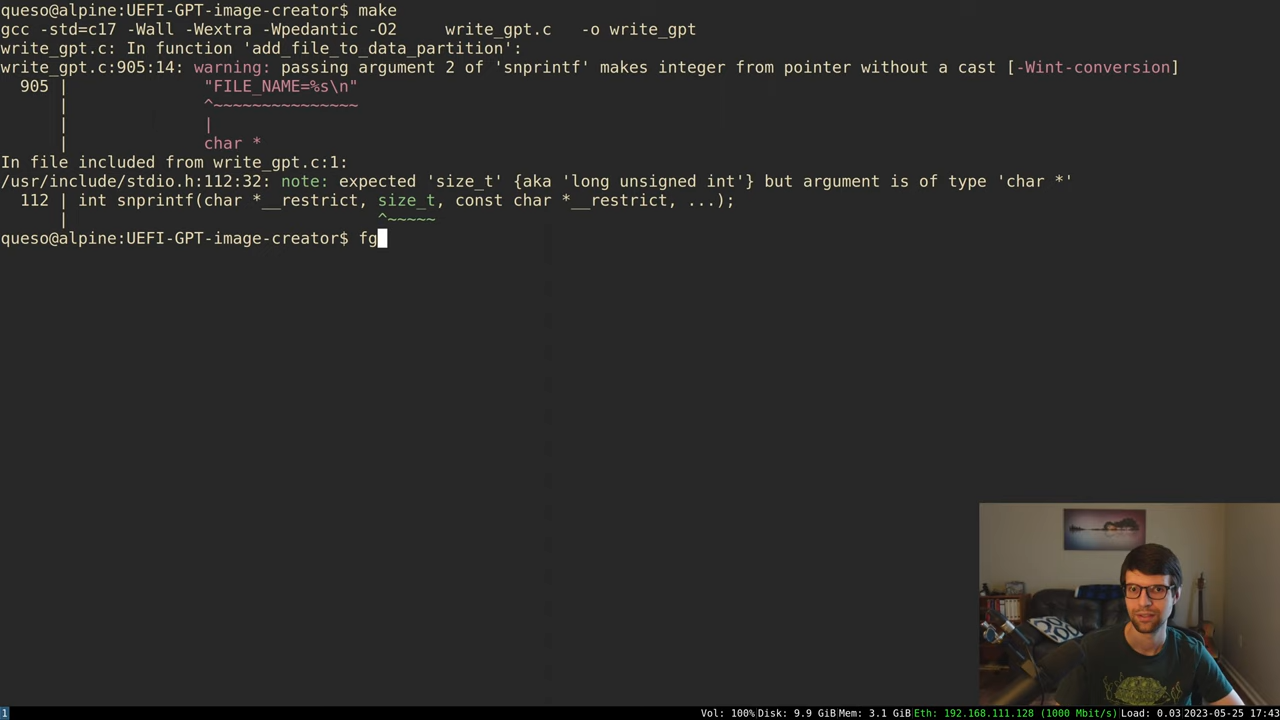 queso@alpine:UEFI-GPT-image-creator$ make
gcc -std=c17 -Wall -Wextra -Wpedantic -O2     write_gpt.c   -o write_gpt
write_gpt.c: In function 'add_file_to_data_partition':
write_gpt.c:905:14: warning: passing argument 2 of 'snprintf' makes integer from pointer without a cast [-Wint-conversion]
  905 |              "FILE_NAME=%s\n"
      |              ^~~~~~~~~~~~~~~~
      |              |
      |              char *
In file included from write_gpt.c:1:
/usr/include/stdio.h:112:32: note: expected 'size_t' {aka 'long unsigned int'} but argument is of type 'char *'
  112 | int snprintf(char *__restrict, size_t, const char *__restrict, ...);
      |                                ^~~~~~
queso@alpine:UEFI-GPT-image-creator$ fg
1 Vol: 100% Disk: 9.9 GiB Mem: 3.1 GiB Eth: 192.168.111.128 (1000 Mbit/s) Load: 0.03 2023-05-25 17:43